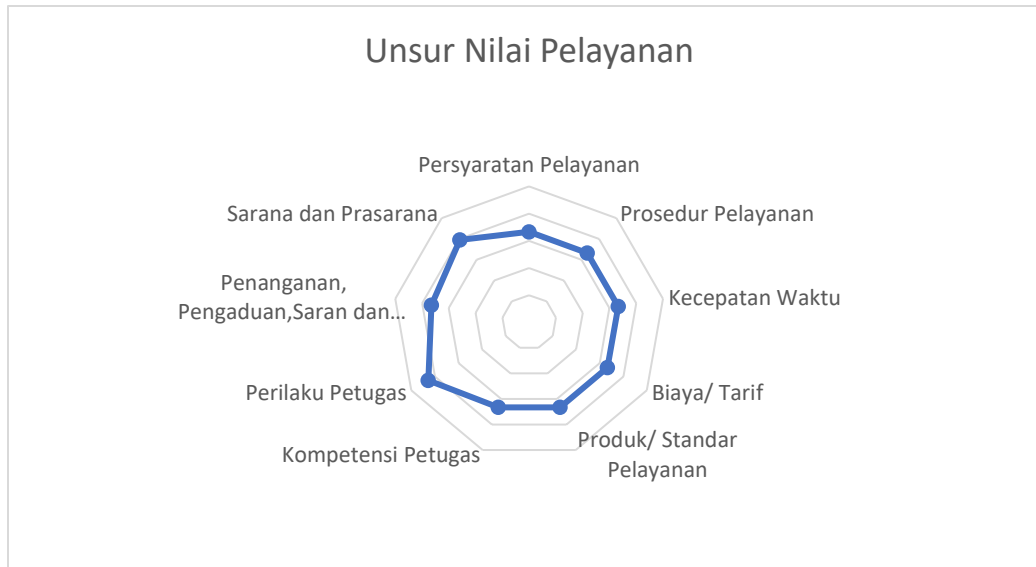 Unsur Nilai Pelayanan
Persyaratan Pelayanan
Prosedur Pelayanan
Kecepatan Waktu
Biaya/ Tarif
Produk/ Standar
Pelayanan
Kompetensi Petugas
Perilaku Petugas
Penanganan,
Pengaduan,Saran dan...
Sarana dan Prasarana